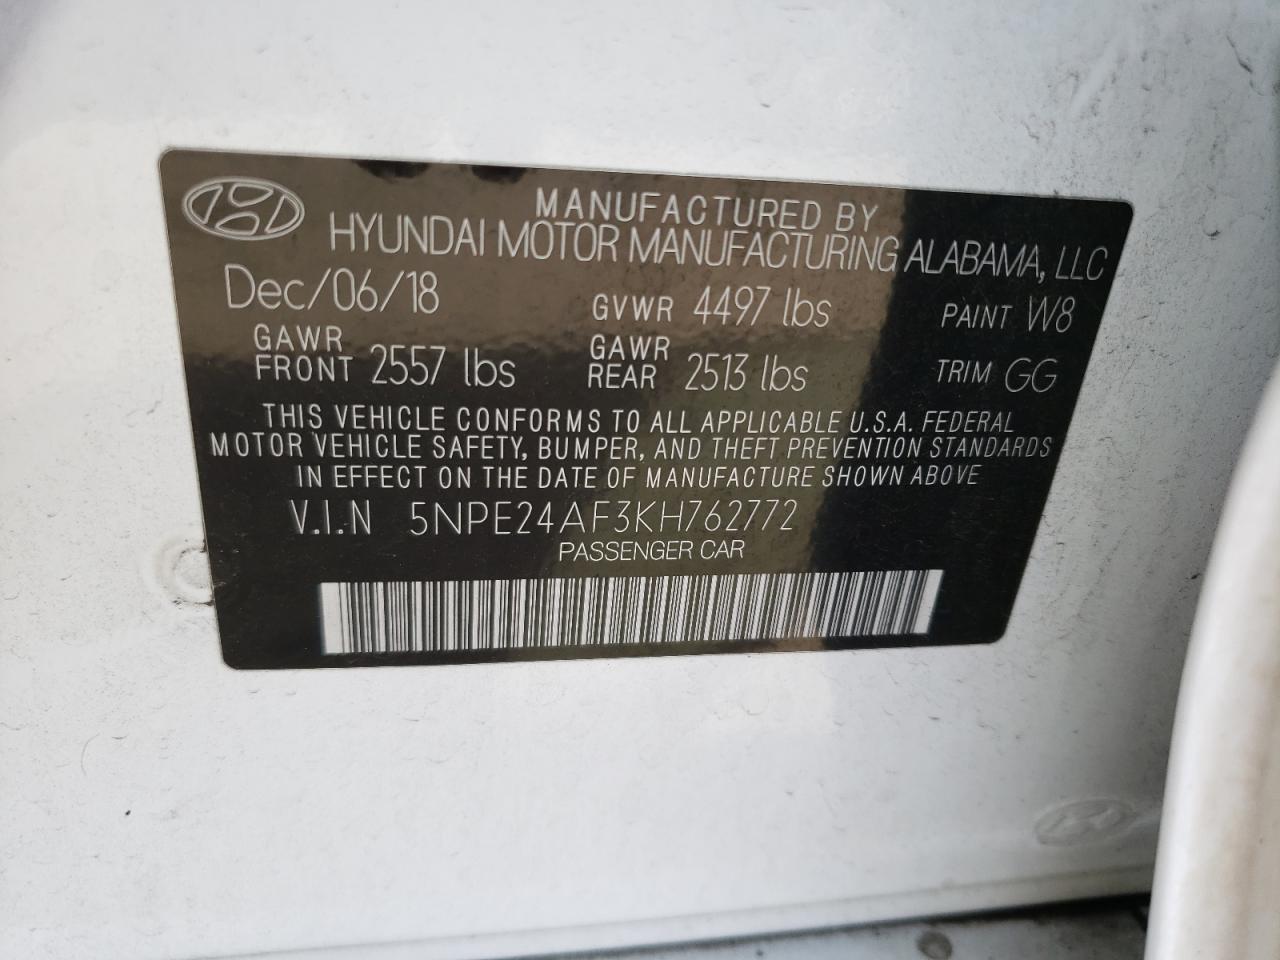 MANUFACTURED BY
HYUNDAI MOTOR MANUFACTURING ALABAMA, LLC
Dec/06/18 GVWR 4497 lbs PAINT W8
GAWR FRONT 2557 lbs GAWR REAR 2513 lbs TRIM GG
THIS VEHICLE CONFORMS TO ALL APPLICABLE U.S.A. FEDERAL
MOTOR VEHICLE SAFETY, BUMPER, AND THEFT PREVENTION STANDARDS
IN EFFECT ON THE DATE OF MANUFACTURE SHOWN ABOVE
V.I.N 5NPE24AF3KH762772
PASSENGER CAR